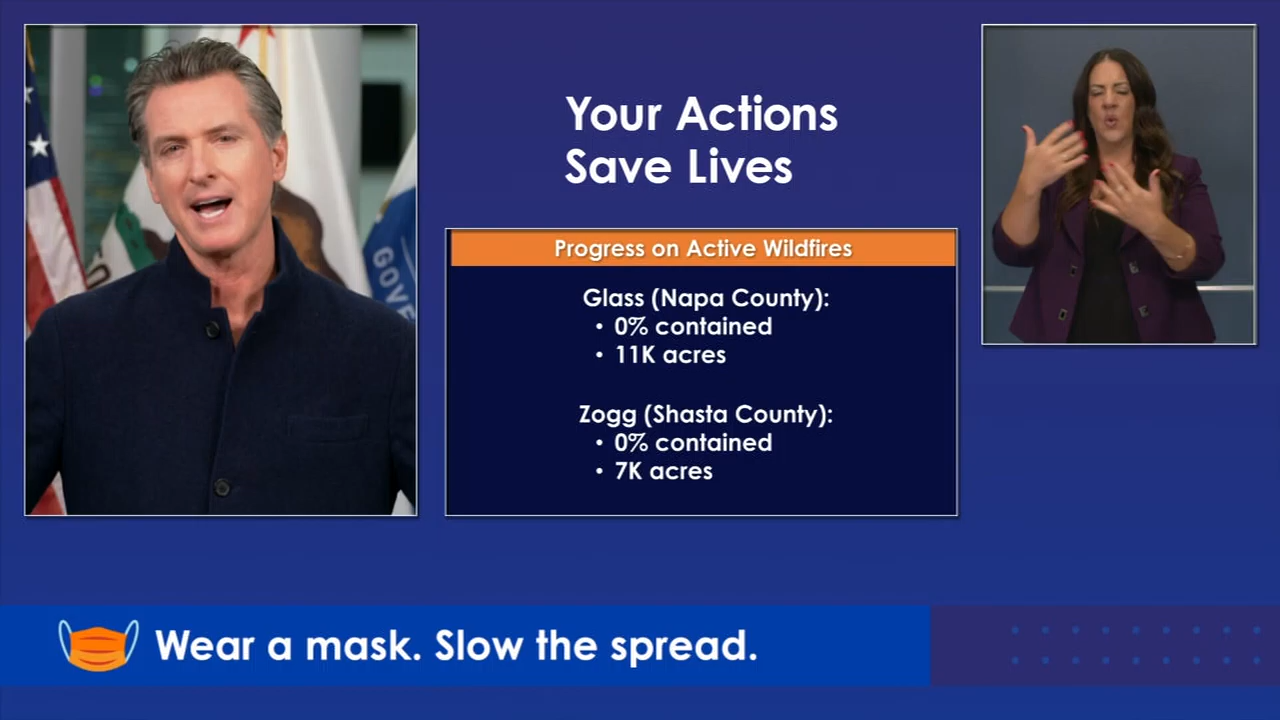 Your Actions
Save Lives
Progress on Active Wildfires
Glass (Napa County):
• 0% contained
• 11K acres
Zogg (Shasta County):
• 0% contained
• 7K acres
GOVE
Wear a mask. Slow the spread.